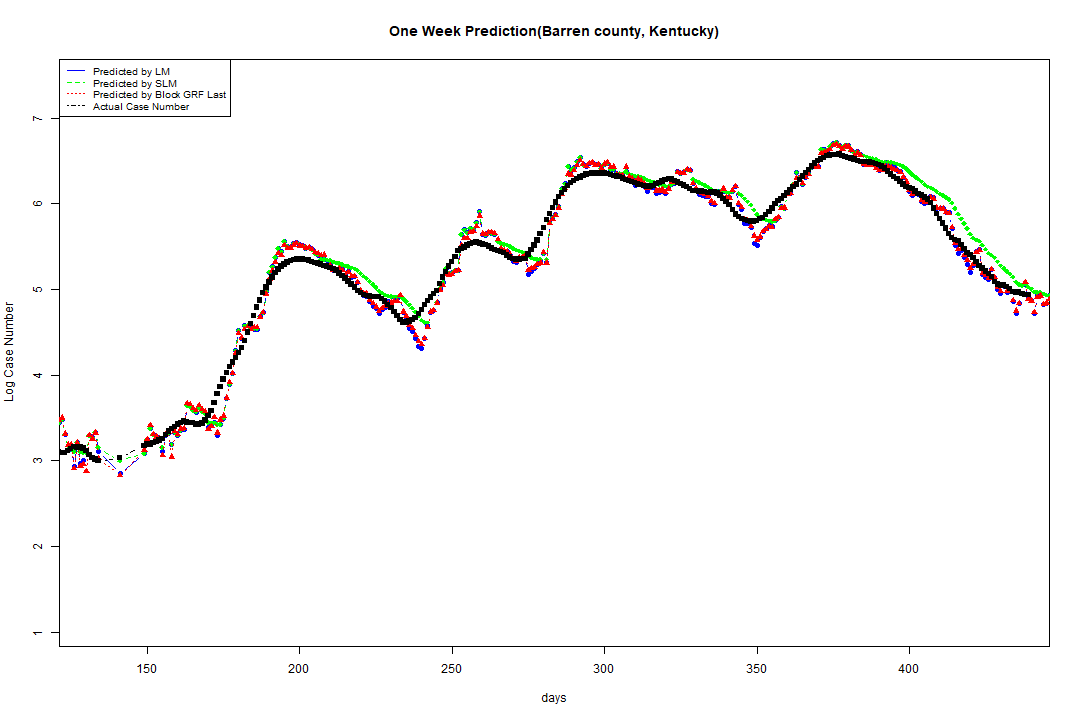 One Week Prediction(Barren county, Kentucky)
Predicted by LM
Predicted by SLM
Predicted by Block GRF Last
Actual Case Number
Log Case Number
7
6
5
4
3
2
1
150 200 250 300 350 400
days